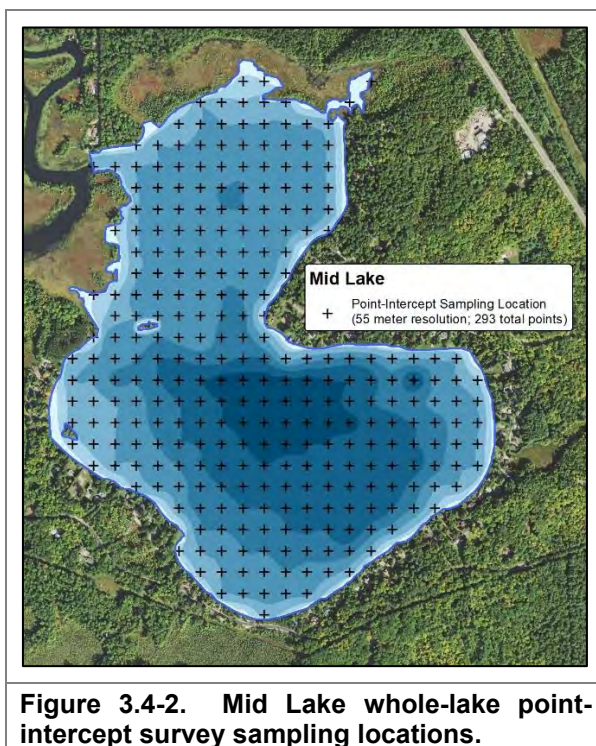 Mid Lake
Point-Intercept Sampling Location
(55 meter resolution; 293 total points)
Figure 3.4-2. Mid Lake whole-lake point-
intercept survey sampling locations.